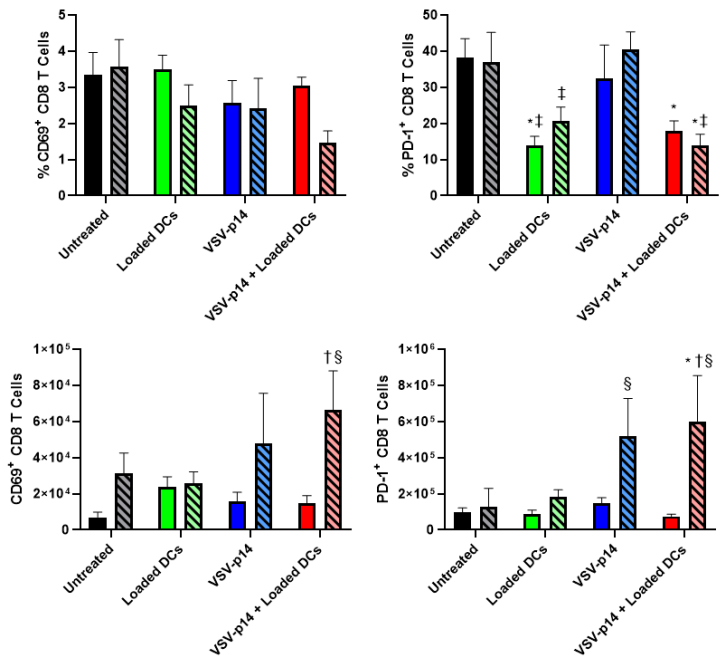 % CD69+ CD8 T Cells
5
4
3
2
1
0
Untreated
Loaded DCs
VSV-p14
VSV-p14 + Loaded DCs
% PD-1+ CD8 T Cells
50
40
30
20
10
0
*‡
‡
*
*‡
Untreated
Loaded DCs
VSV-p14
VSV-p14 + Loaded DCs
CD69+ CD8 T Cells
1×10⁵
8×10⁴
6×10⁴
4×10⁴
2×10⁴
0
†§
Untreated
Loaded DCs
VSV-p14
VSV-p14 + Loaded DCs
PD-1+ CD8 T Cells
1×10⁶
8×10⁵
6×10⁵
4×10⁵
2×10⁵
0
§
*†§
Untreated
Loaded DCs
VSV-p14
VSV-p14 + Loaded DCs